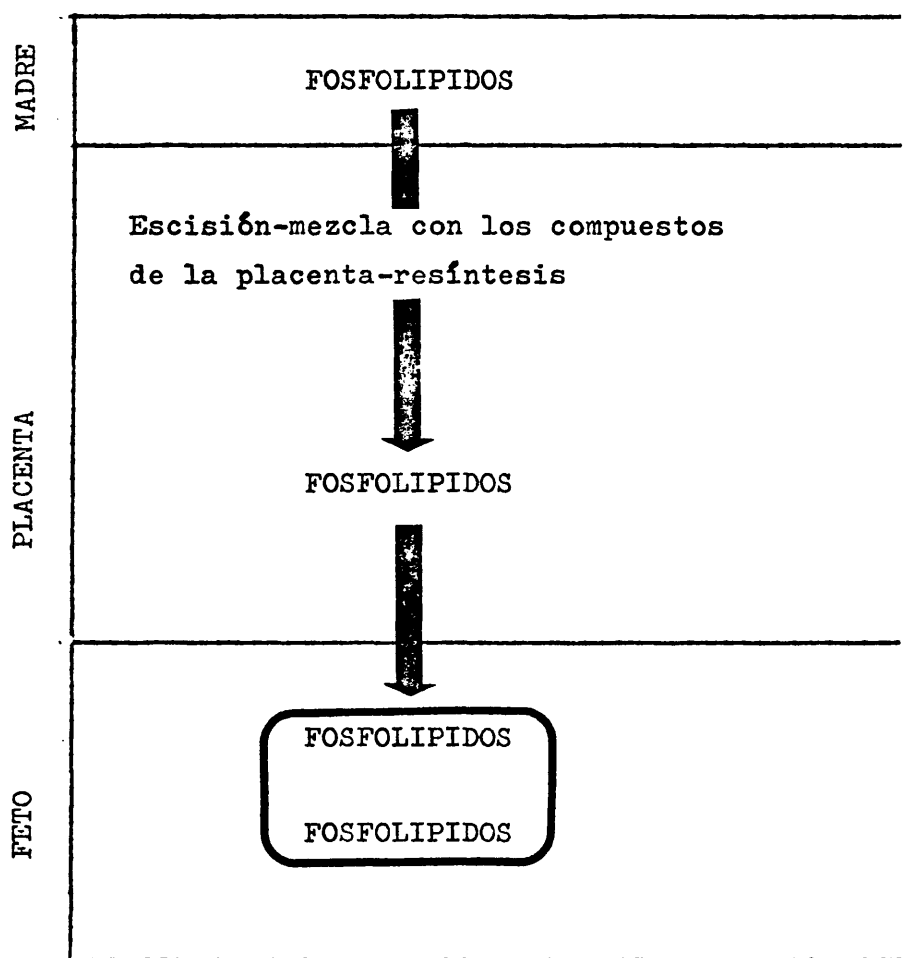 MADRE
FOSFOLIPIDOS
Escisión-mezcla con los compuestos
de la placenta-resíntesis
PLACENTA
FOSFOLIPIDOS
FETO
FOSFOLIPIDOS
FOSFOLIPIDOS